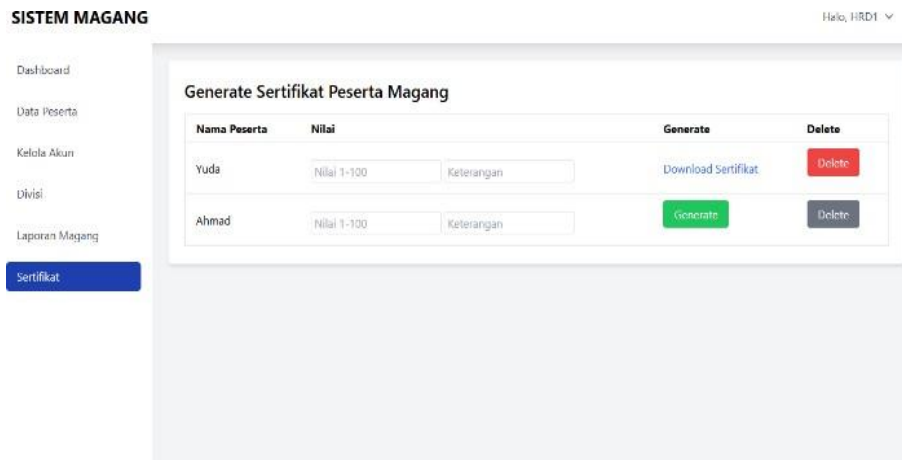 SISTEM MAGANG
Halo, HRD1
Dashboard
Data Peserta
Kelola Akun
Divisi
Laporan Magang
Sertifikat
Generate Sertifikat Peserta Magang
Nama Peserta Nilai Generate Delete
Yuda Nilai 1-100 Keterangan Download Sertifikat Delete
Ahmad Nilai 1-100 Keterangan Generate Delete